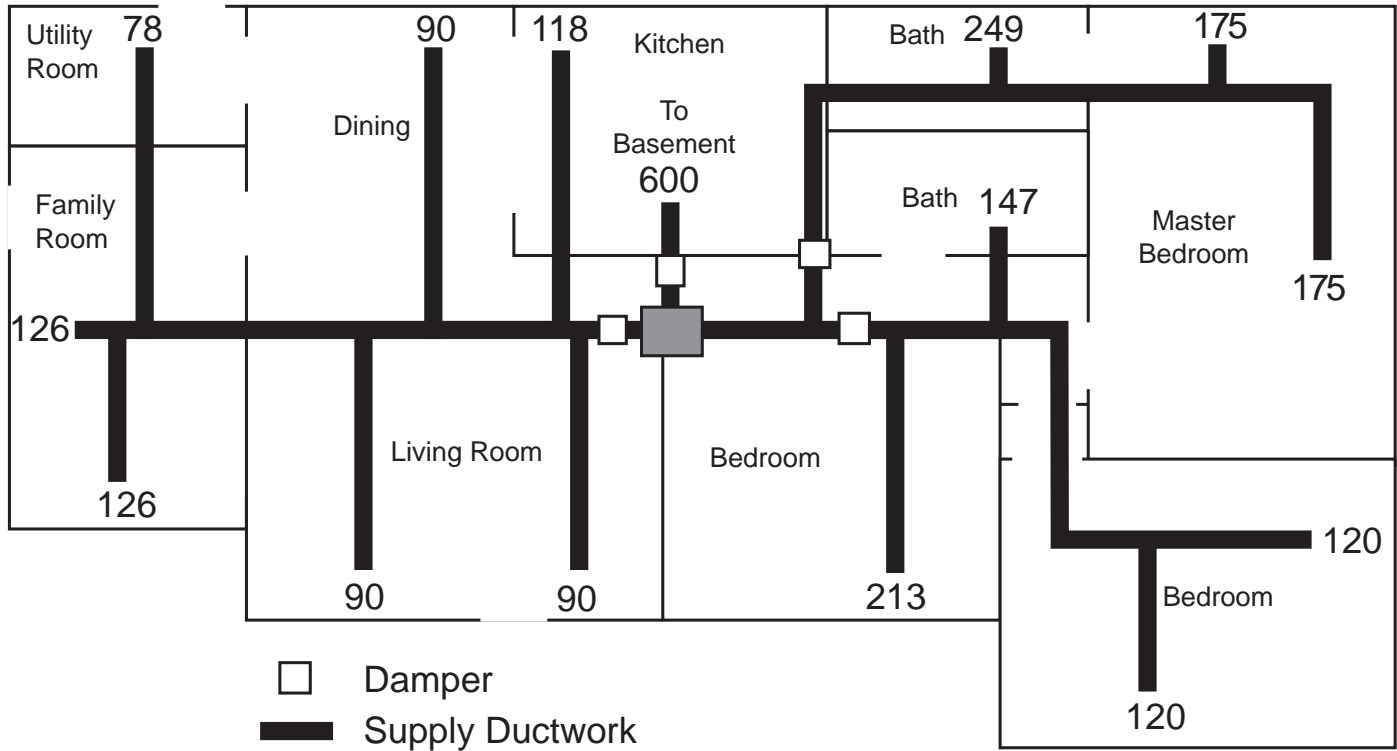 Utility
Room
78
90
118
Kitchen
Bath
249
175
Dining
To
Basement
600
Family
Room
Bath
147
Master
Bedroom
175
126
Living Room
Bedroom
126
90
90
213
120
Bedroom
120
Damper
Supply Ductwork